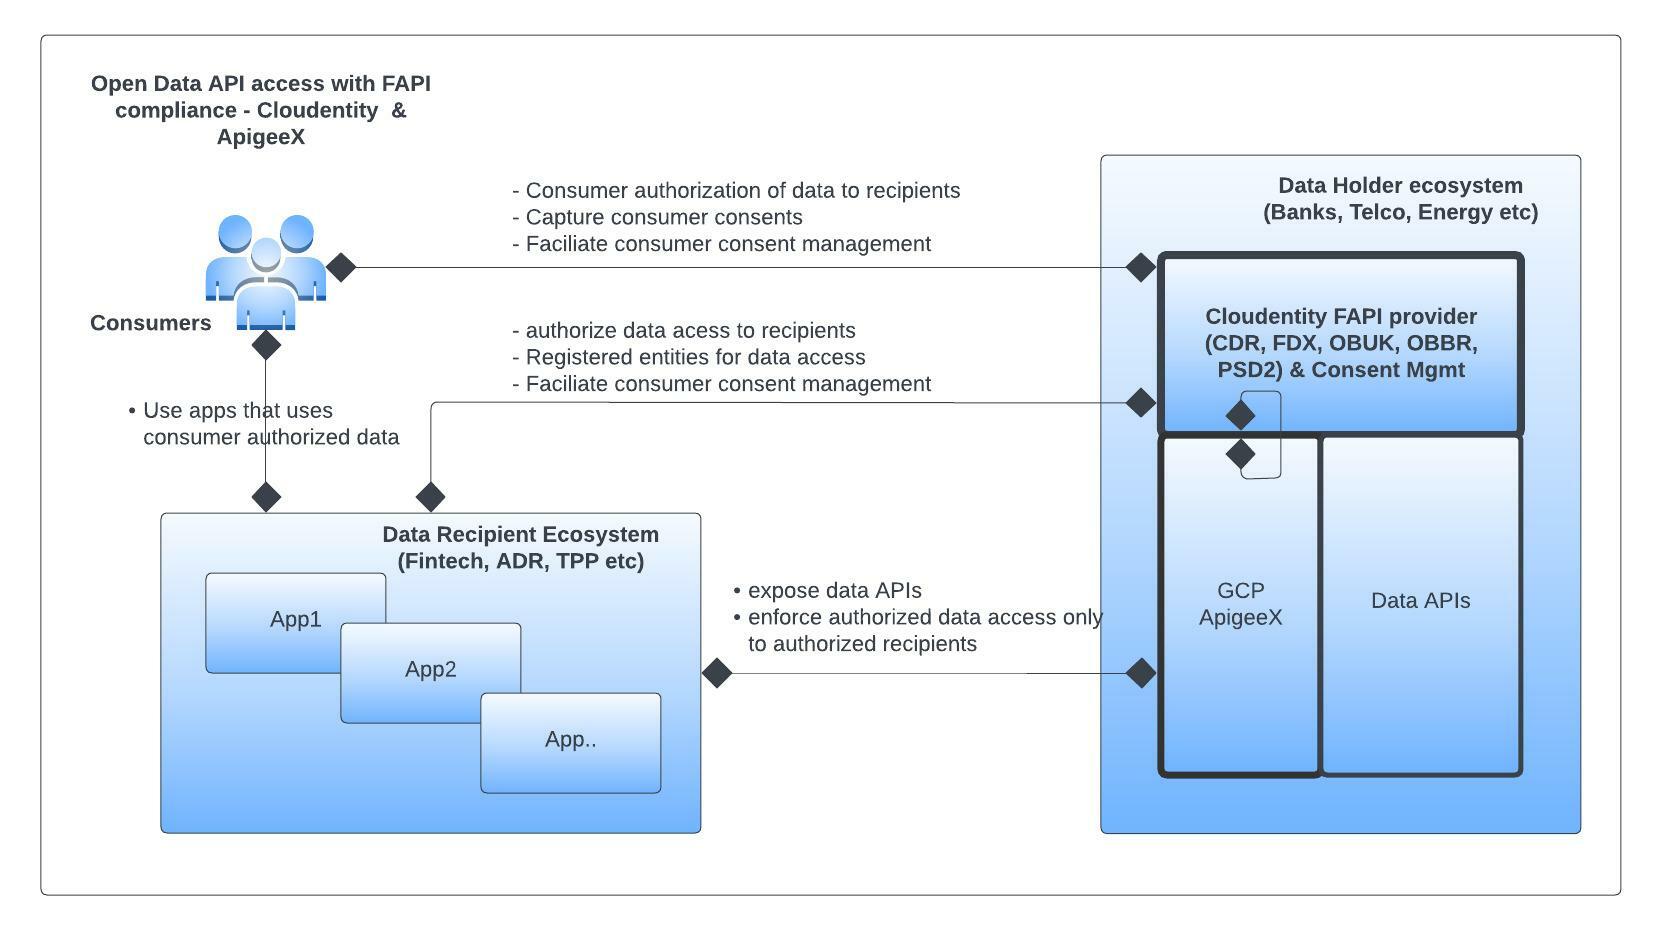 Open Data API access with FAPI
compliance - Cloudentity  &
ApigeeX
- Consumer authorization of data to recipients
- Capture consumer consents
- Faciliate consumer consent management
Data Holder ecosystem
(Banks, Telco, Energy etc)
Consumers
- authorize data acess to recipients
- Registered entities for data access
- Faciliate consumer consent management
Cloudentity FAPI provider
(CDR, FDX, OBUK, OBBR,
PSD2) & Consent Mgmt
• Use apps that uses
consumer authorized data
Data Recipient Ecosystem
(Fintech, ADR, TPP etc)
App1
App2
App..
• expose data APIs
• enforce authorized data access only
to authorized recipients
GCP
ApigeeX
Data APIs